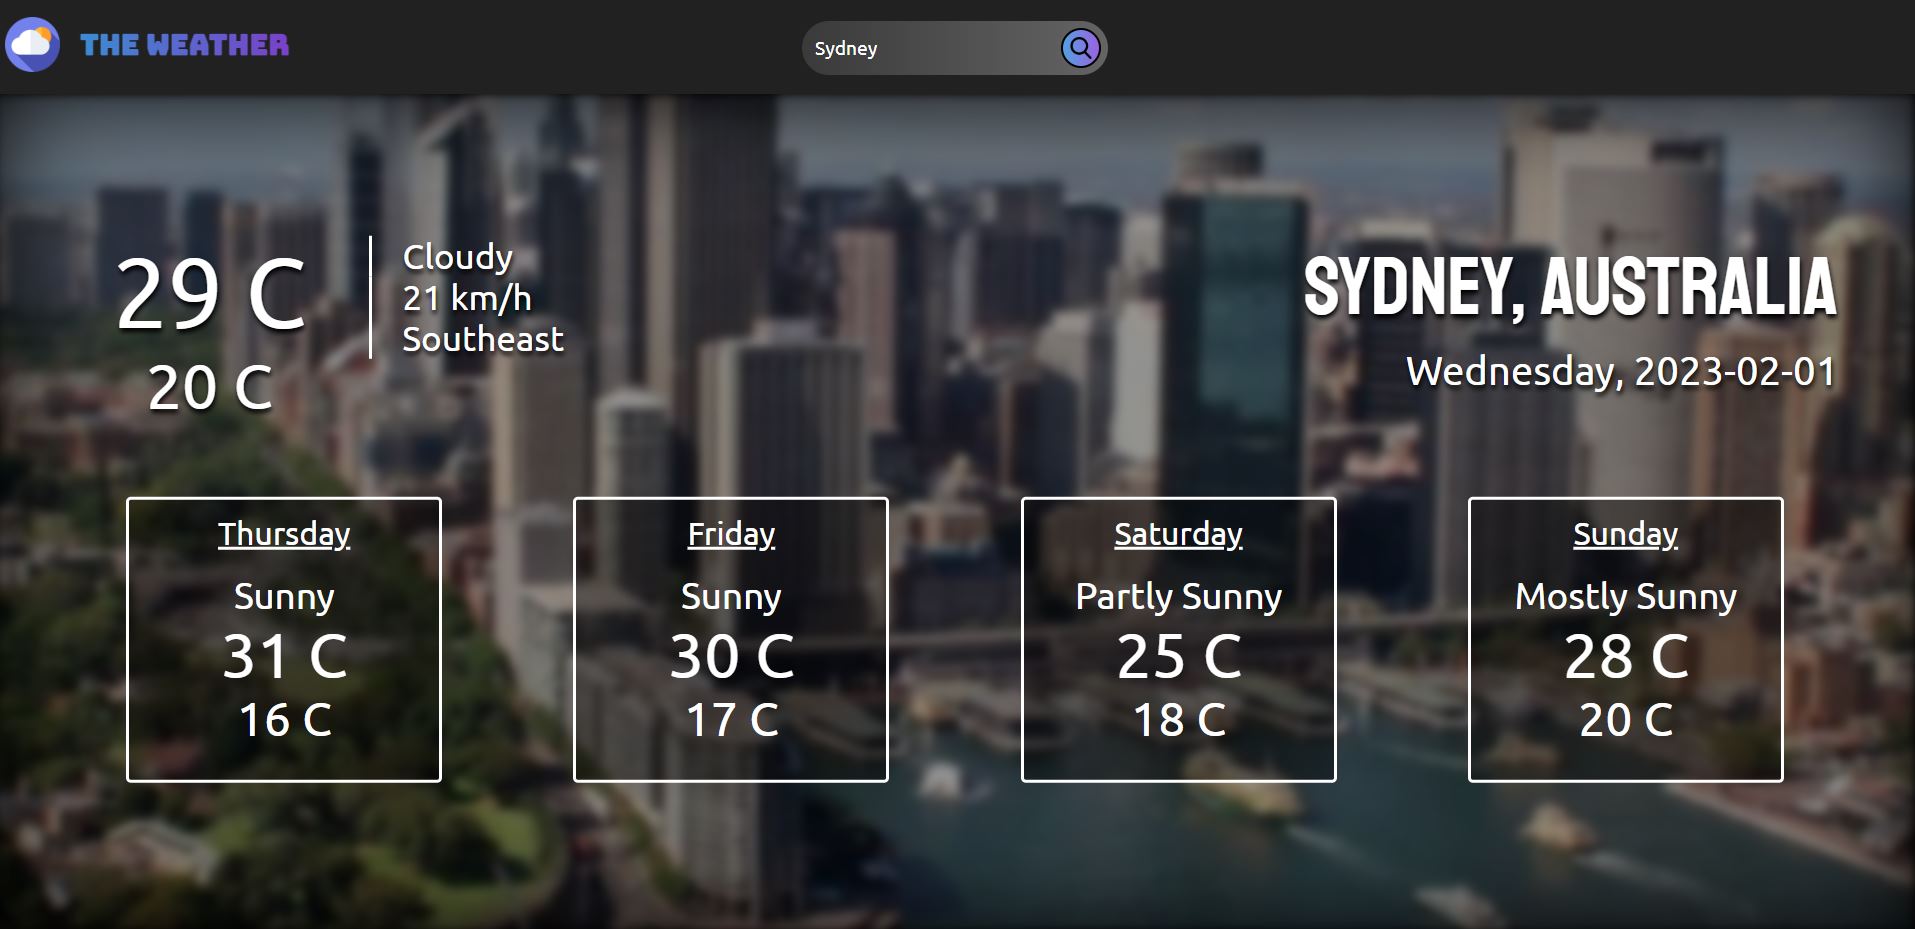 THE WEATHER
Sydney
29 C
20 C
Cloudy
21 km/h
Southeast
SYDNEY, AUSTRALIA
Wednesday, 2023-02-01
Thursday
Sunny
31 C
16 C
Friday
Sunny
30 C
17 C
Saturday
Partly Sunny
25 C
18 C
Sunday
Mostly Sunny
28 C
20 C